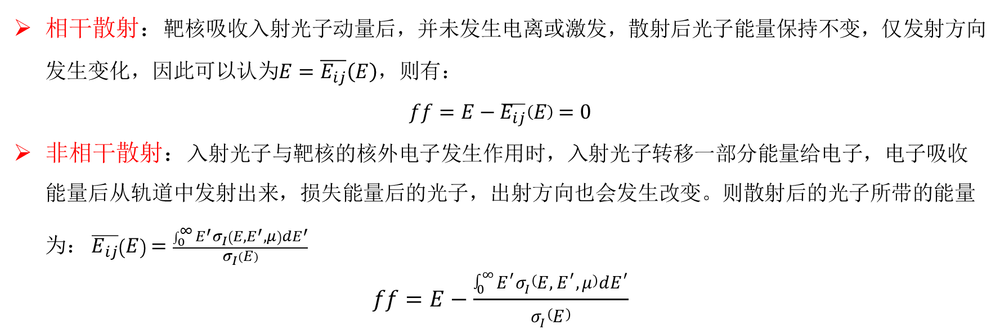 ➢ 相干散射：靶核吸收入射光子动量后，并未发生电离或激发，散射后光子能量保持不变，仅发射方向
发生变化，因此可以认为$E = \overline{E_{ij}}(E)$，则有：
$ff = E - \overline{E_{ij}}(E) = 0$
➢ 非相干散射：入射光子与靶核的核外电子发生作用时，入射光子转移一部分能量给电子，电子吸收
能量后从轨道中发射出来，损失能量后的光子，出射方向也会发生改变。则散射后的光子所带的能量
为：$\overline{E_{ij}}(E) = \frac{\int_0^\infty E'\sigma_I(E,E',\mu)dE'}{\sigma_I(E)}$
$ff = E - \frac{\int_0^\infty E'\sigma_I(E,E',\mu)dE'}{\sigma_I(E)}$